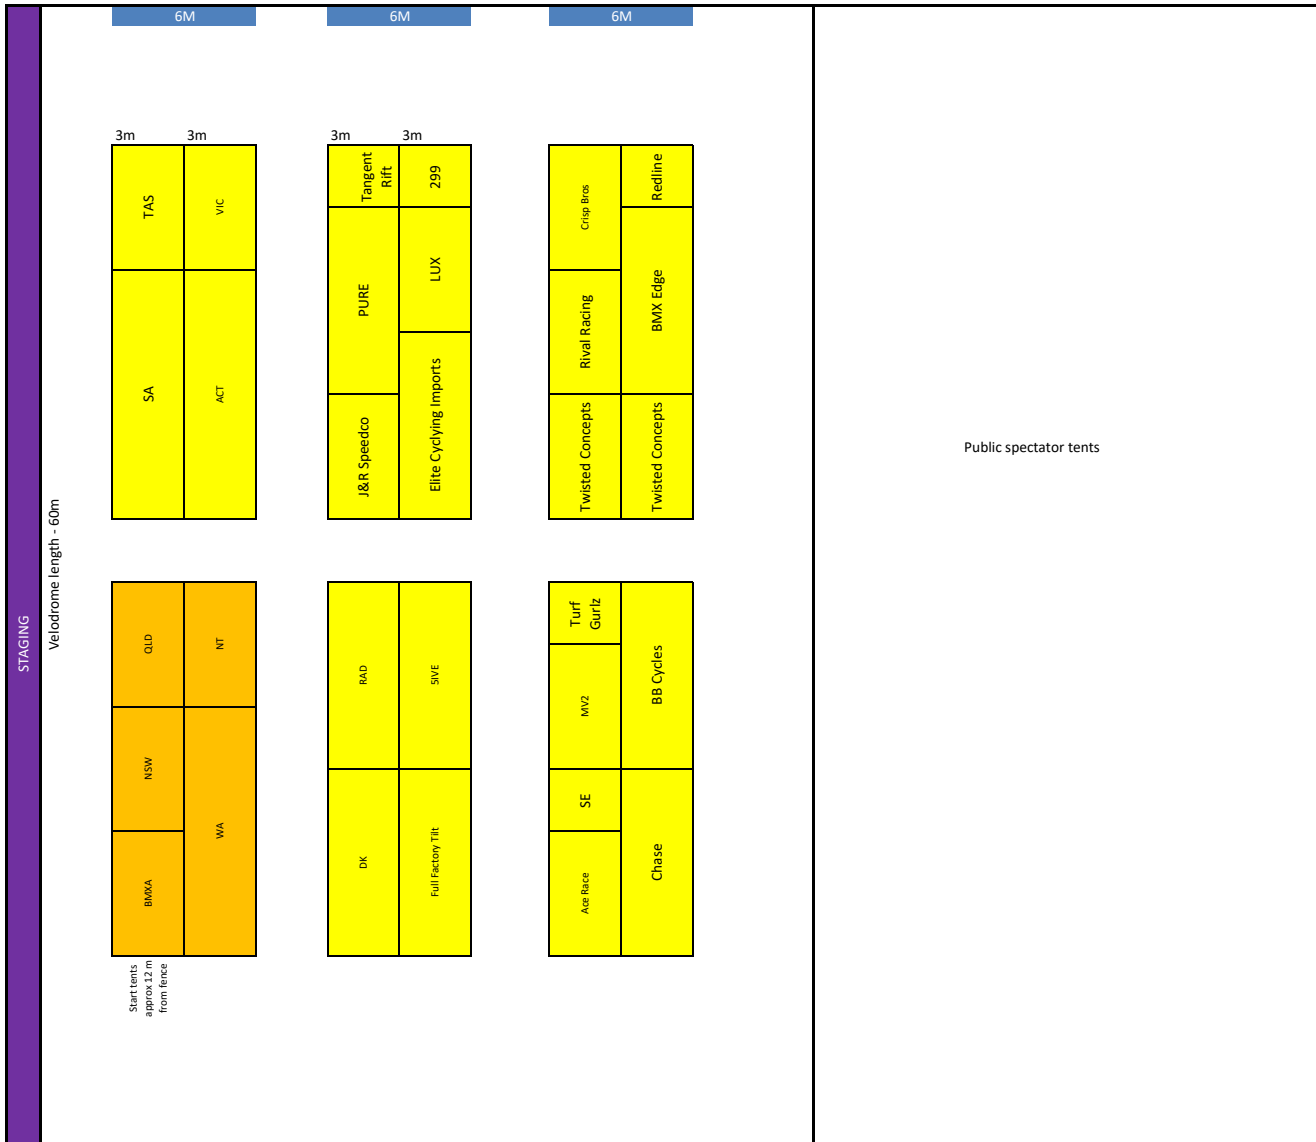 6M
6M
6M
3m
3m
3m
3m
TAS
VIC
Tangent
Rift
299
Crisp Bros
Redline
SA
ACT
PURE
LUX
Rival Racing
BMX Edge
J&R Speedco
Elite Cyclying Imports
Twisted Concepts
Twisted Concepts
Public spectator tents
STAGING
Velodrome length - 60m
QLD
NT
RAD
5IVE
Turf
Gurlz
BB Cycles
MV2
NSW
WA
SE
BMXA
DK
Full Factory Tilt
Ace Race
Chase
Start tents
approx 12 m
from fence